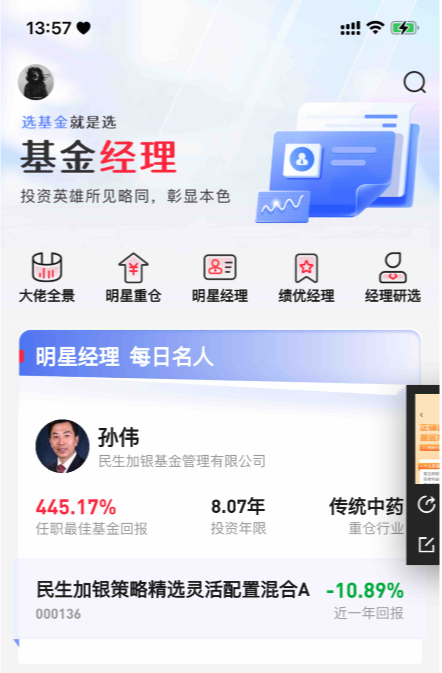 13:57
选基金就是选
基金经理
投资英雄所见略同，彰显本色
大佬全景 明星重仓 明星经理 绩优经理 经理研选
明星经理 每日名人
孙伟
民生加银基金管理有限公司
445.17% 8.07年 传统中药
任职最佳基金回报 投资年限 重仓行业
民生加银策略精选灵活配置混合A -10.89%
000136 近一年回报